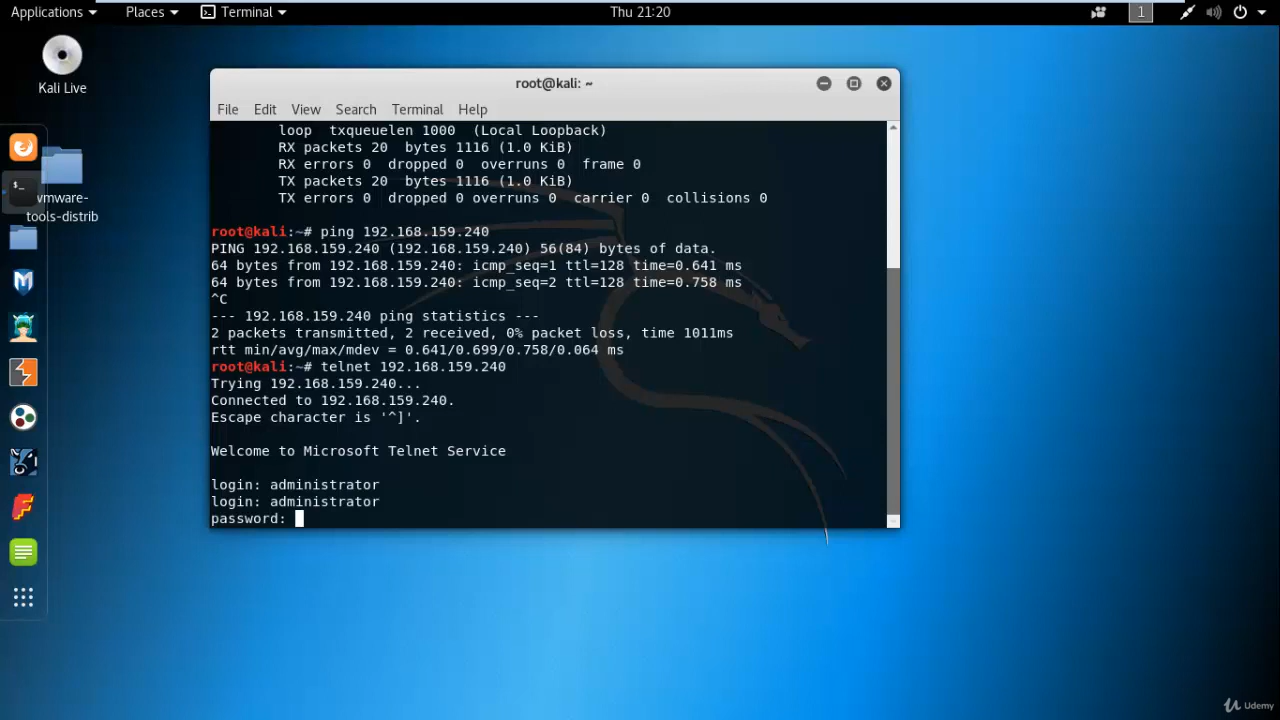 Applications Places Terminal Thu 21:20 1
Kali Live
vmware-
tools-distrib
root@kali: ~
File Edit View Search Terminal Help
loop  txqueuelen 1000  (Local Loopback)
RX packets 20  bytes 1116 (1.0 KiB)
RX errors 0  dropped 0  overruns 0  frame 0
TX packets 20  bytes 1116 (1.0 KiB)
TX errors 0  dropped 0 overruns 0  carrier 0  collisions 0
root@kali:~# ping 192.168.159.240
PING 192.168.159.240 (192.168.159.240) 56(84) bytes of data.
64 bytes from 192.168.159.240: icmp_seq=1 ttl=128 time=0.641 ms
64 bytes from 192.168.159.240: icmp_seq=2 ttl=128 time=0.758 ms
^C
--- 192.168.159.240 ping statistics ---
2 packets transmitted, 2 received, 0% packet loss, time 1011ms
rtt min/avg/max/mdev = 0.641/0.699/0.758/0.064 ms
root@kali:~# telnet 192.168.159.240
Trying 192.168.159.240...
Connected to 192.168.159.240.
Escape character is '^]'.
Welcome to Microsoft Telnet Service
login: administrator
login: administrator
password:
Udemy